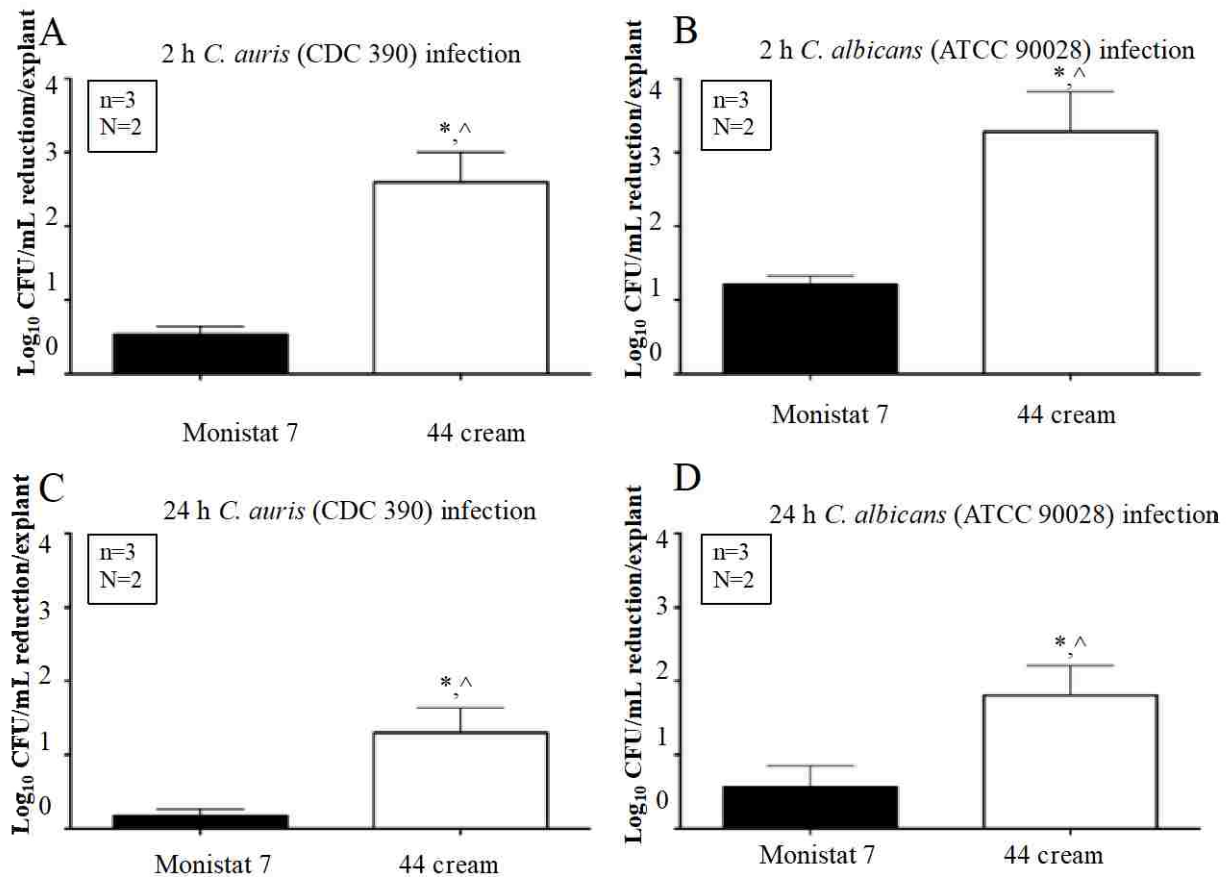 A
2 h C. auris (CDC 390) infection
Log₁₀ CFU/mL reduction/explant
4
3
2
1
0
n=3
N=2
*,^
Monistat 7
44 cream
B
2 h C. albicans (ATCC 90028) infection
Log₁₀ CFU/mL reduction/explant
4
3
2
1
0
n=3
N=2
*,^
Monistat 7
44 cream
C
24 h C. auris (CDC 390) infection
Log₁₀ CFU/mL reduction/explant
4
3
2
1
0
n=3
N=2
*,^
Monistat 7
44 cream
D
24 h C. albicans (ATCC 90028) infection
Log₁₀ CFU/mL reduction/explant
4
3
2
1
0
n=3
N=2
*,^
Monistat 7
44 cream